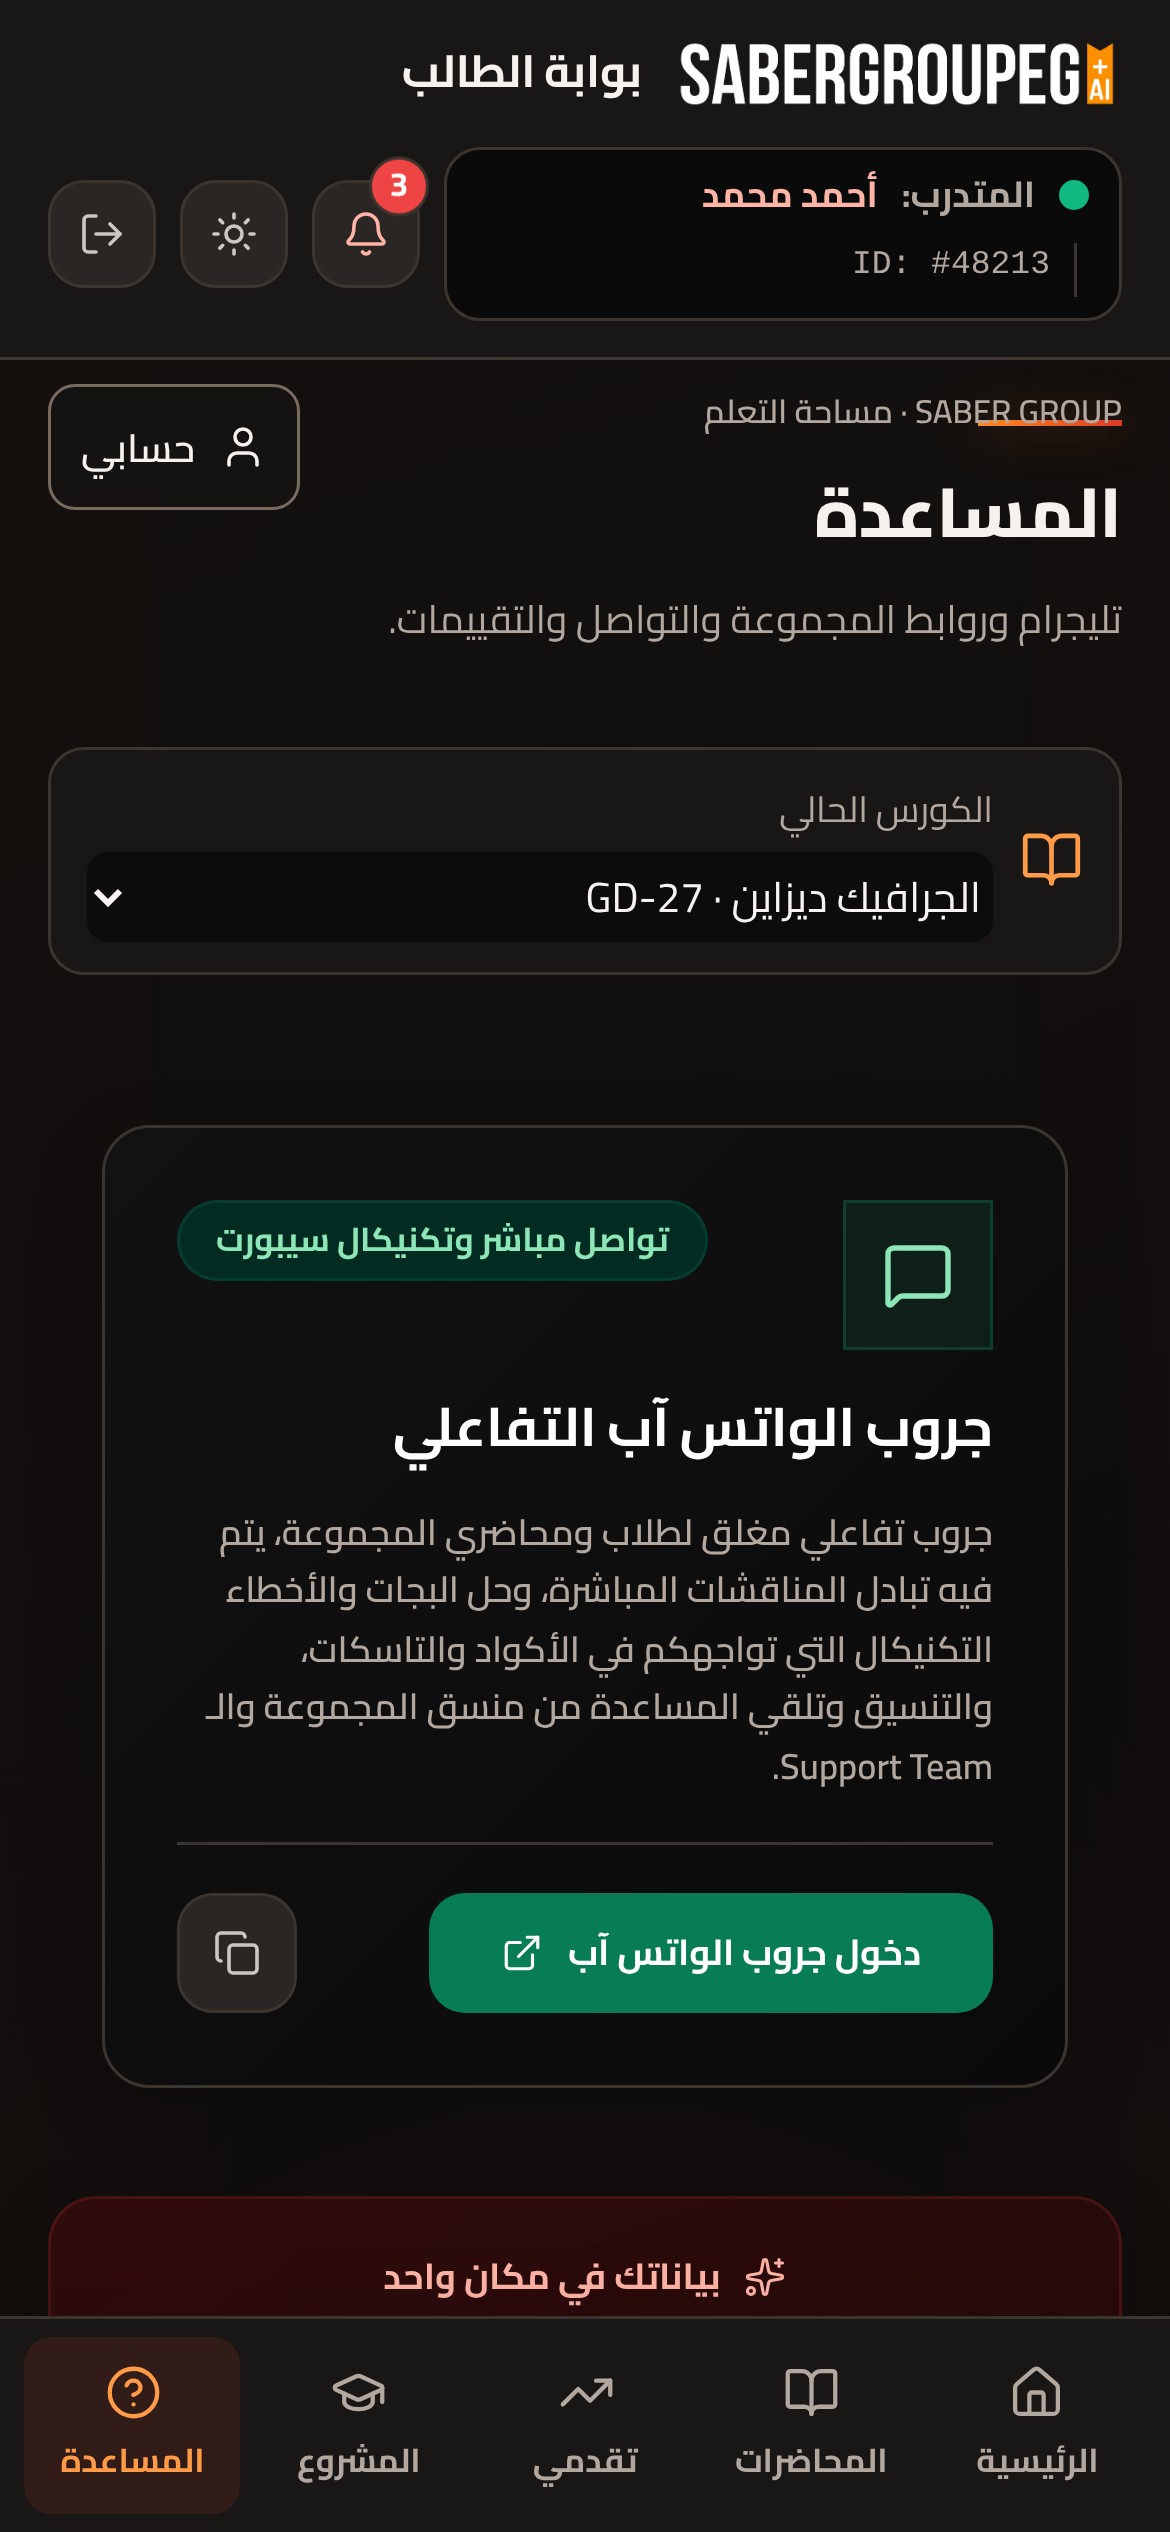 SABERGROUPEG + AI
بوابة الطالب
المتدرب: أحمد محمد
ID: #48213
3
SABER GROUP · مساحة التعلم
حسابي
المساعدة
تليجرام وروابط المجموعة والتواصل والتقييمات.
الكورس الحالي
الجرافيك ديزاين · GD-27
تواصل مباشر وتكنيكال سيبورت
جروب الواتس آب التفاعلي
جروب تفاعلي مغلق لطلاب ومحاضري المجموعة، يتم
فيه تبادل المناقشات المباشرة، وحل البجات والأخطاء
التكنيكال التي تواجهكم في الأكواد والتاسكات،
والتنسيق وتلقي المساعدة من منسق المجموعة والـ
Support Team.
دخول جروب الواتس آب
بياناتك في مكان واحد
الرئيسية
المحاضرات
تقدمي
المشروع
المساعدة